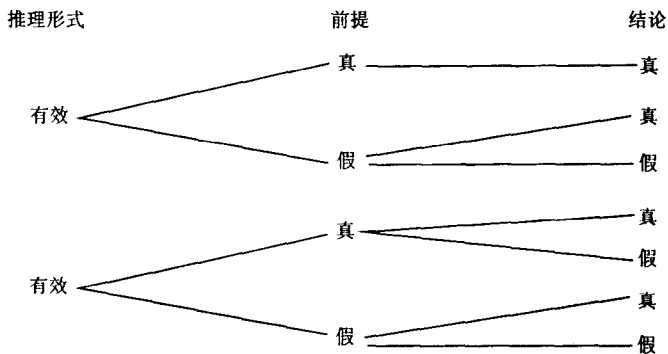 推理形式 前提 结论
真 真
有效 真
假 假
真 真
假
有效 真
假 假